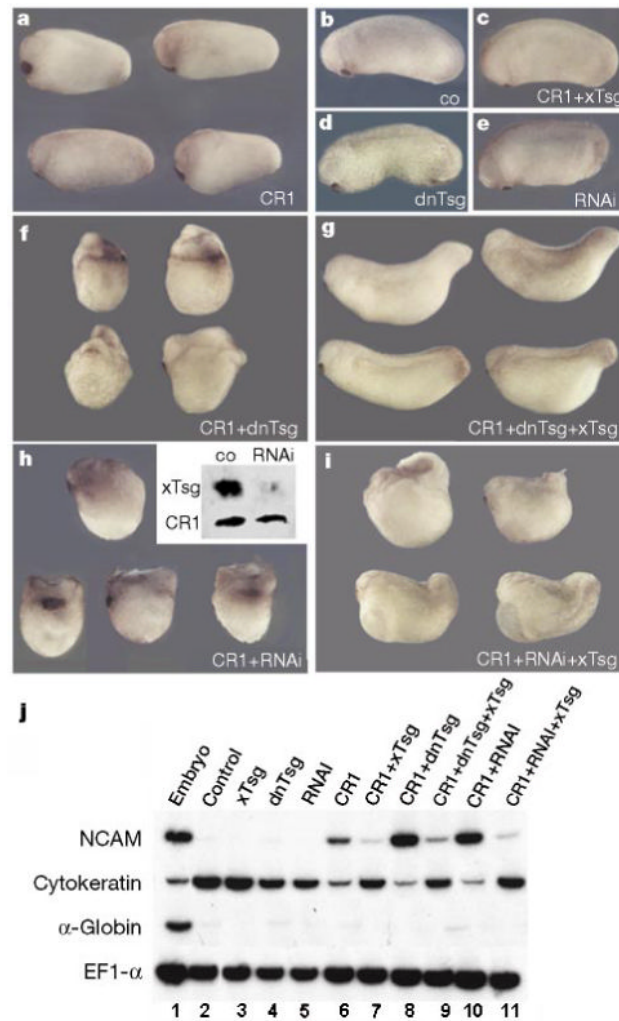 a
CR1
b
co
c
CR1+xTsg
d
dnTsg
e
RNAi
f
CR1+dnTsg
g
CR1+dnTsg+xTsg
h
co RNAi
xTsg
CR1
CR1+RNAi
i
CR1+RNAi+xTsg
j
Embryo
Control
xTsg
dnTsg
RNAI
CR1
CR1+xTsg
CR1+dnTsg
CR1+dnTsg+xTsg
CR1+RNAI
CR1+RNAI+xTsg
NCAM
Cytokeratin
α-Globin
EF1-α
1 2 3 4 5 6 7 8 9 10 11